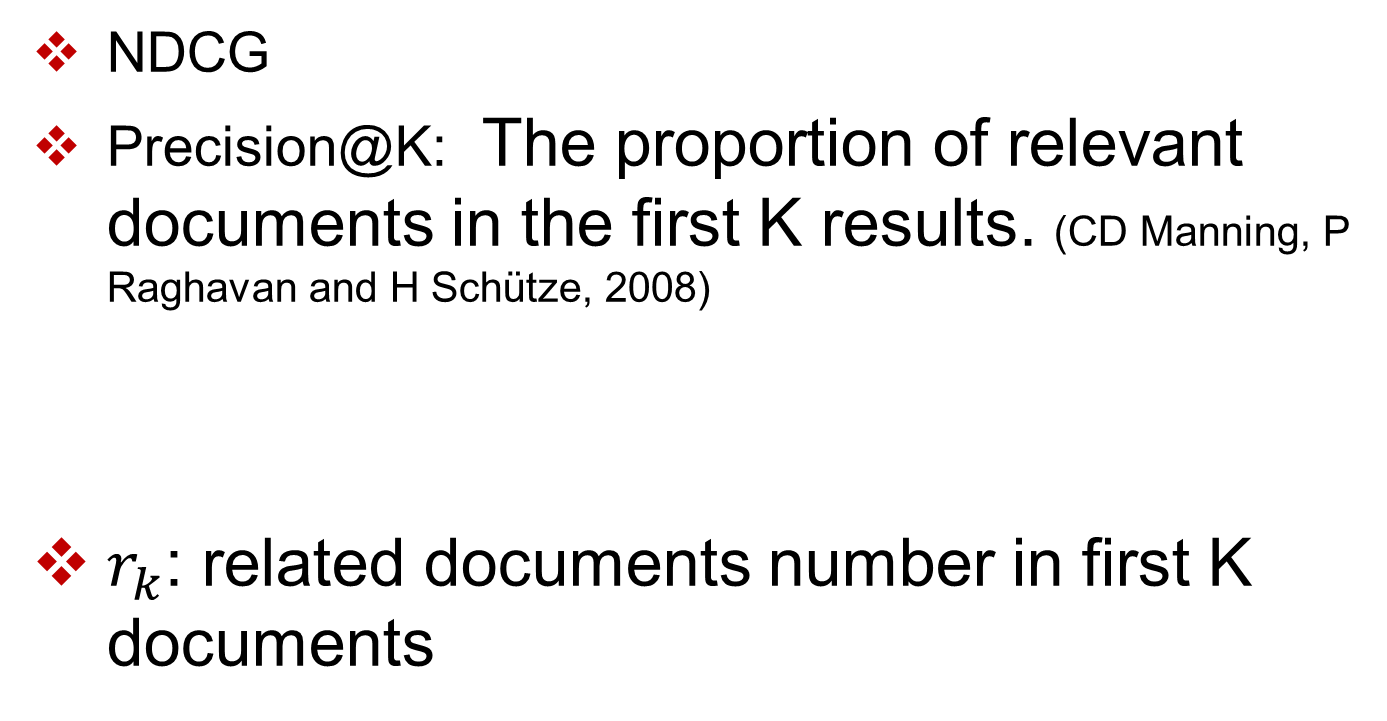 ❖ NDCG
❖ Precision@K: The proportion of relevant
documents in the first K results. (CD Manning, P
Raghavan and H Schütze, 2008)
❖ r_k: related documents number in first K
documents